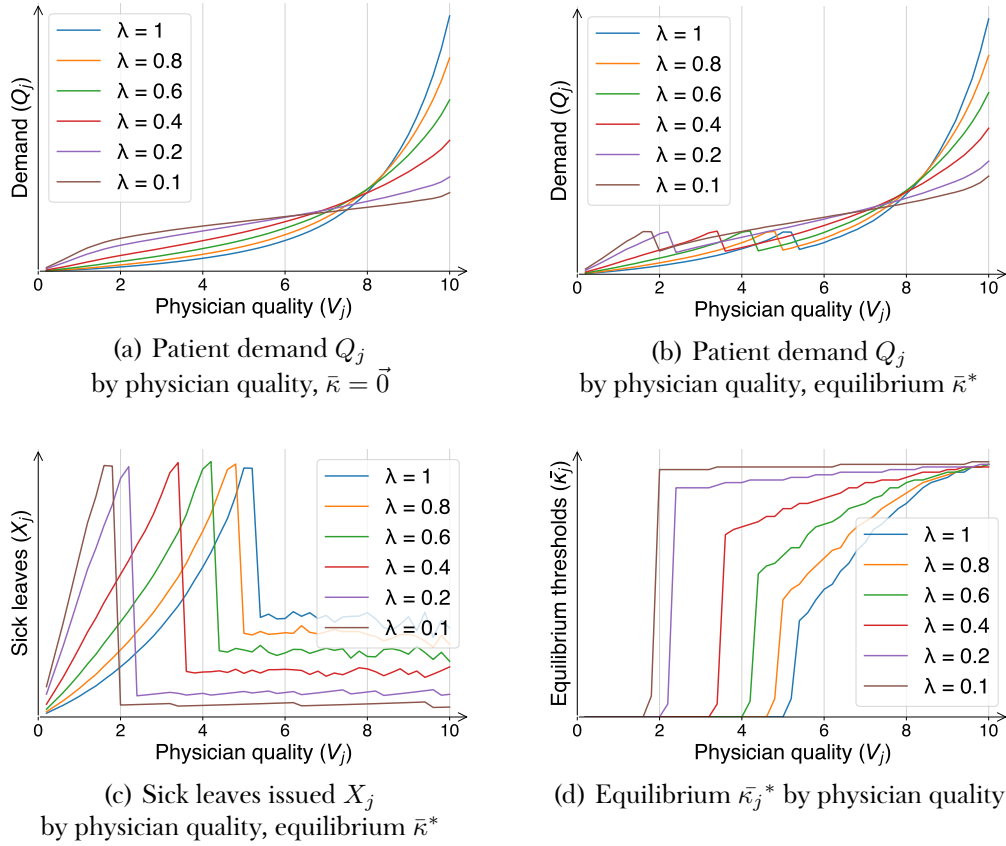 Demand (Qj)
λ = 1
λ = 0.8
λ = 0.6
λ = 0.4
λ = 0.2
λ = 0.1
0 2 4 6 8 10
Physician quality (Vj)
(a) Patient demand Qj
by physician quality, κ̄ = 0⃗
Demand (Qj)
λ = 1
λ = 0.8
λ = 0.6
λ = 0.4
λ = 0.2
λ = 0.1
0 2 4 6 8 10
Physician quality (Vj)
(b) Patient demand Qj
by physician quality, equilibrium κ̄*
Sick leaves (Xj)
λ = 1
λ = 0.8
λ = 0.6
λ = 0.4
λ = 0.2
λ = 0.1
0 2 4 6 8 10
Physician quality (Vj)
(c) Sick leaves issued Xj
by physician quality, equilibrium κ̄*
Equilibrium thresholds (κ̄j)
λ = 1
λ = 0.8
λ = 0.6
λ = 0.4
λ = 0.2
λ = 0.1
0 2 4 6 8 10
Physician quality (Vj)
(d) Equilibrium κ̄j* by physician quality